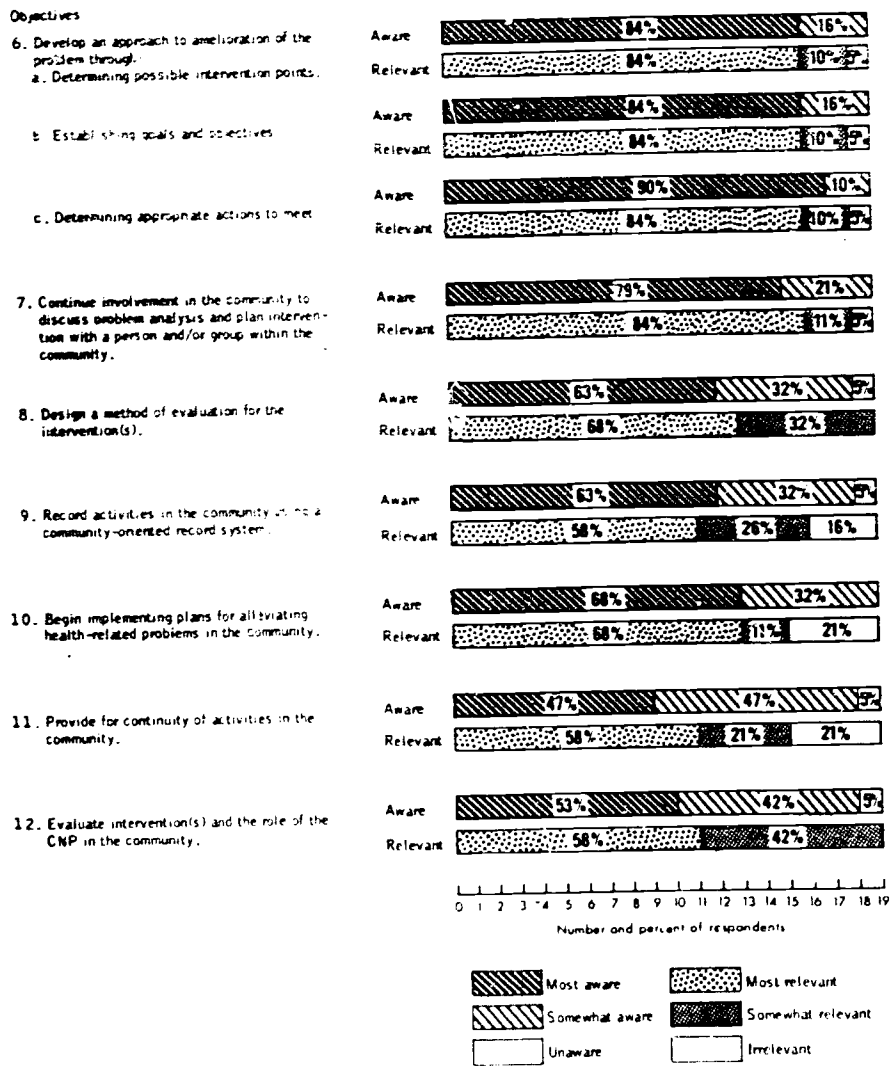 Objectives
6. Develop an approach to amelioration of the
problem through:
a. Determining possible intervention points.
Aware 84% 16%
Relevant 84% 10% 5%
b. Establishing goals and objectives
Aware 84% 16%
Relevant 84% 10% 5%
c. Determining appropriate actions to meet
Aware 90% 10%
Relevant 84% 10% 5%
7. Continue involvement in the community to
discuss problem analysis and plan interven-
tion with a person and/or group within the
community.
Aware 79% 21%
Relevant 84% 11% 5%
8. Design a method of evaluation for the
intervention(s).
Aware 63% 32% 5%
Relevant 68% 32%
9. Record activities in the community using a
community-oriented record system.
Aware 63% 32% 5%
Relevant 58% 26% 16%
10. Begin implementing plans for alleviating
health-related problems in the community.
Aware 68% 32%
Relevant 68% 11% 21%
11. Provide for continuity of activities in the
community.
Aware 47% 47% 5%
Relevant 58% 21% 21%
12. Evaluate intervention(s) and the role of the
CNP in the community.
Aware 53% 42% 5%
Relevant 58% 42%
0 1 2 3 4 5 6 7 8 9 10 11 12 13 14 15 16 17 18 19
Number and percent of respondents
Most aware Most relevant
Somewhat aware Somewhat relevant
Unaware Irrelevant